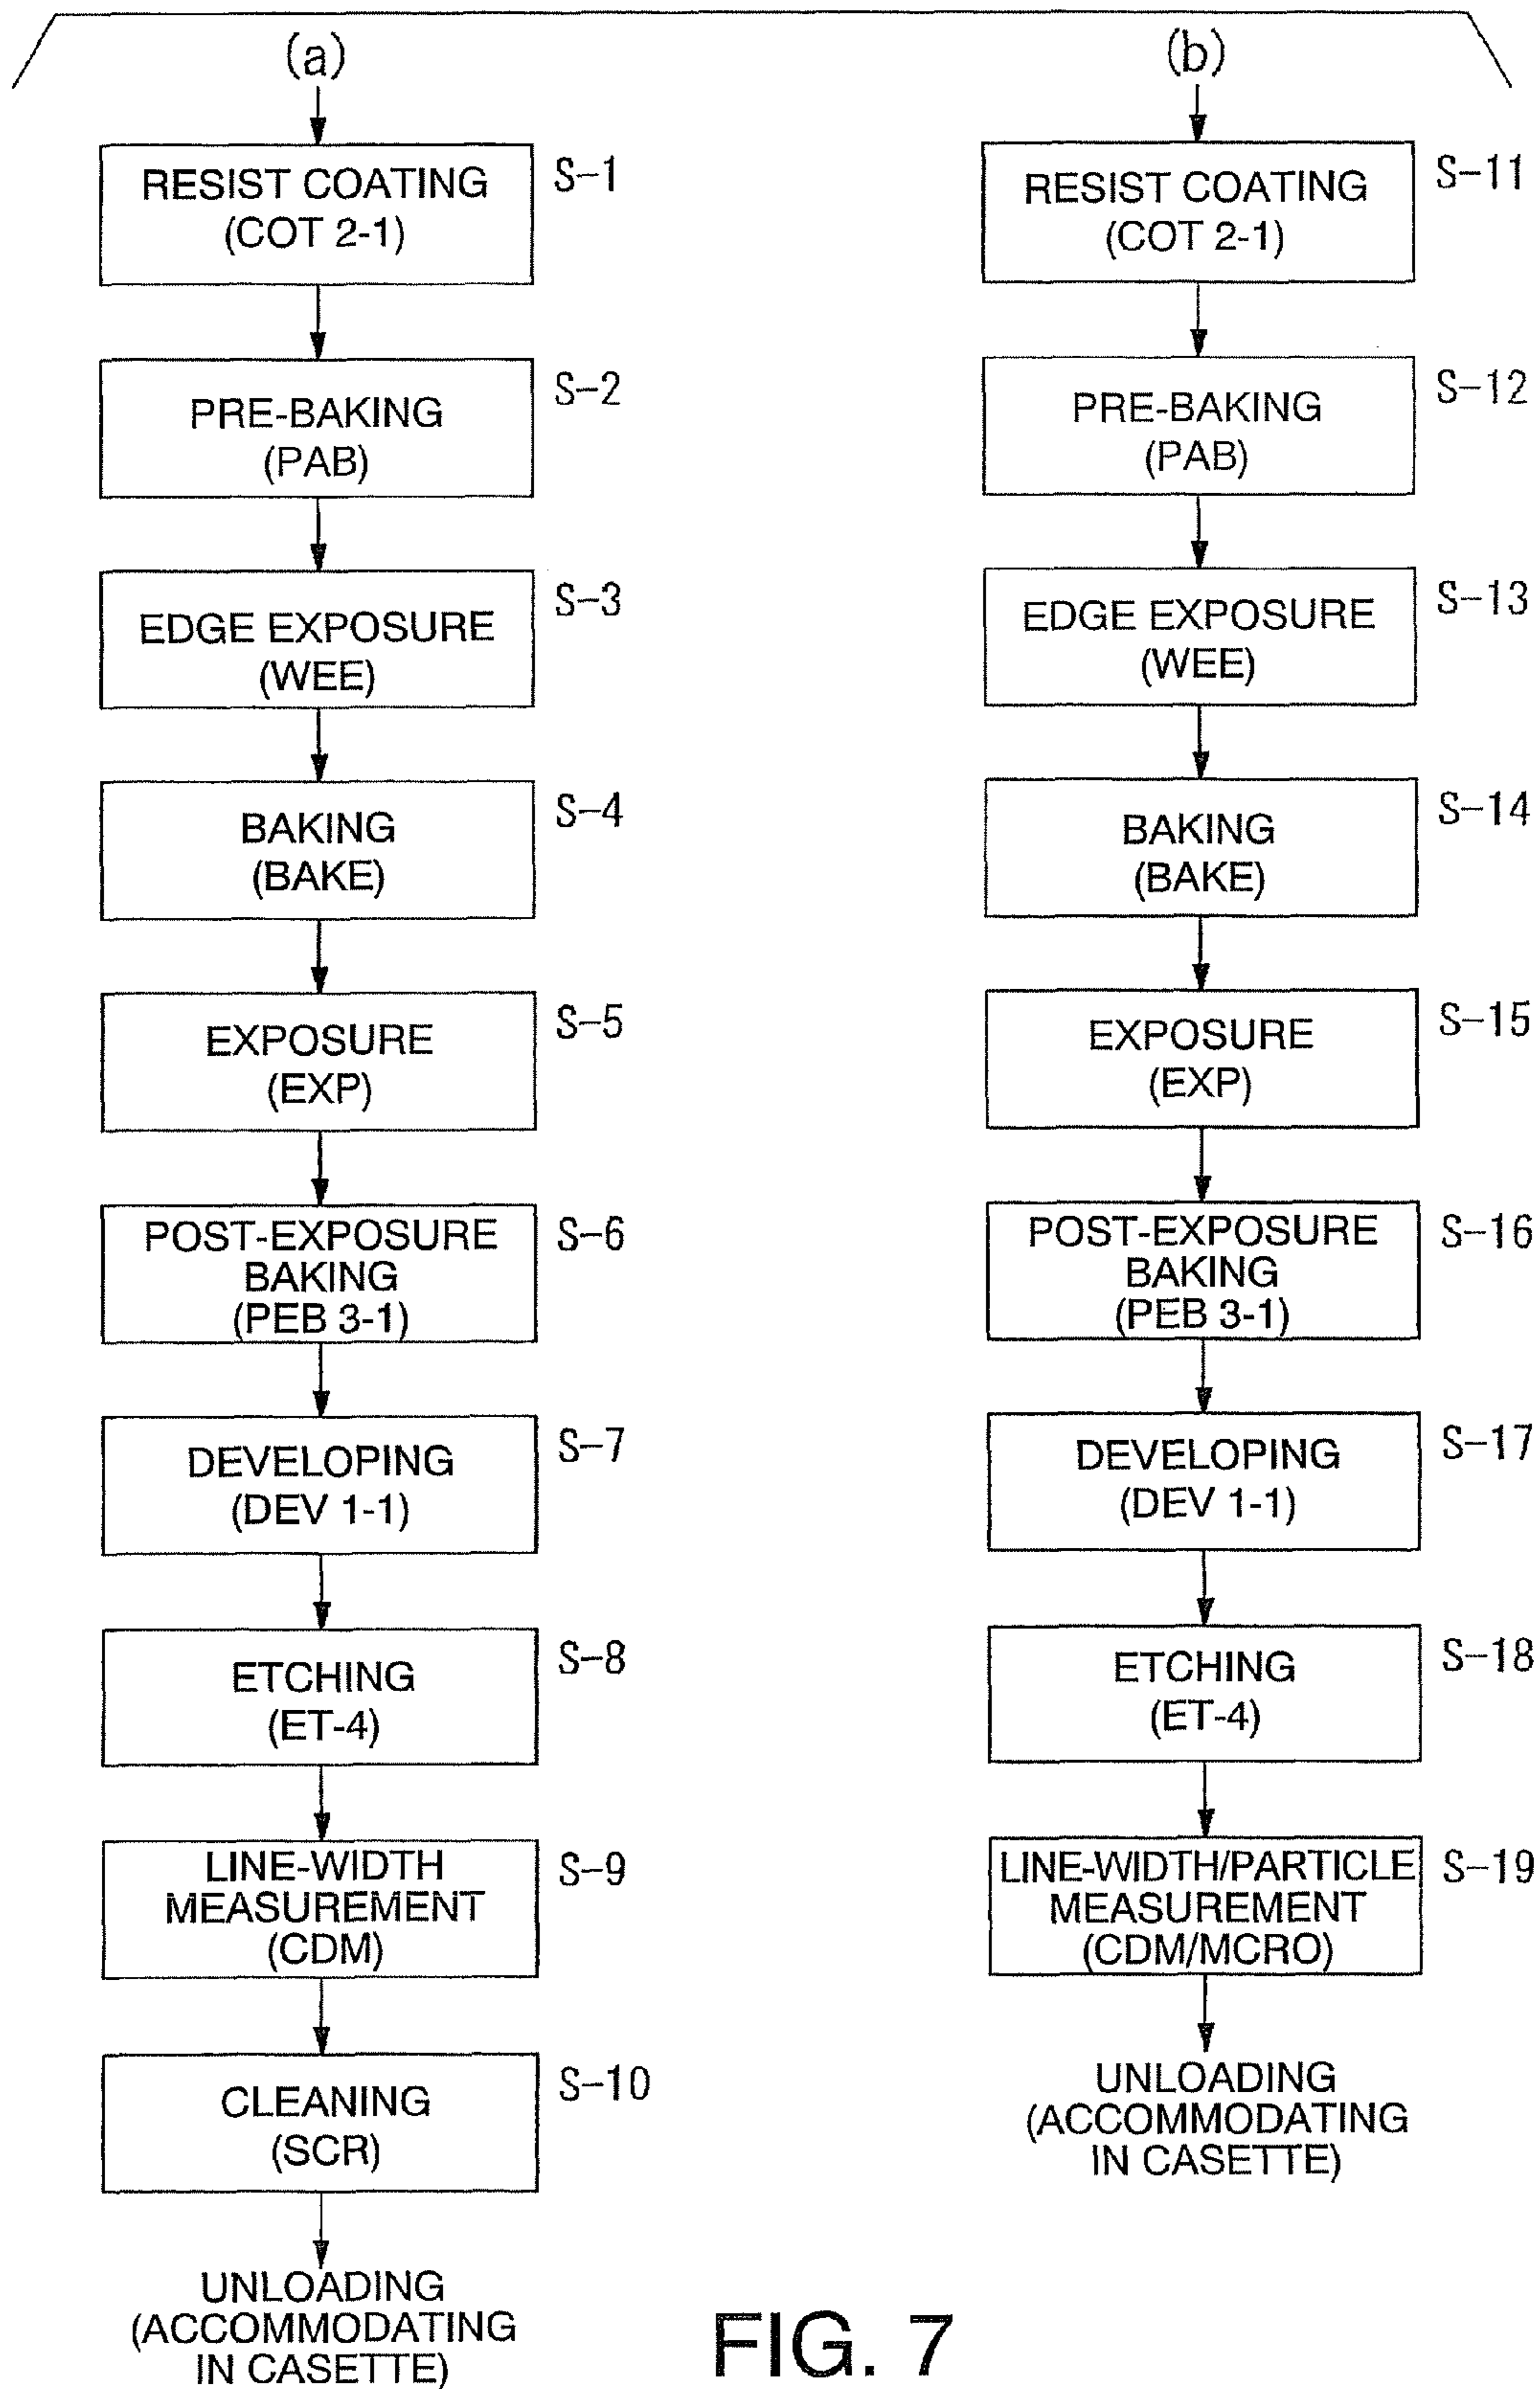 (a)
RESIST COATING
(COT 2-1)
S-1
PRE-BAKING
(PAB)
S-2
EDGE EXPOSURE
(WEE)
S-3
BAKING
(BAKE)
S-4
EXPOSURE
(EXP)
S-5
POST-EXPOSURE
BAKING
(PEB 3-1)
S-6
DEVELOPING
(DEV 1-1)
S-7
ETCHING
(ET-4)
S-8
LINE-WIDTH
MEASUREMENT
(CDM)
S-9
CLEANING
(SCR)
S-10
UNLOADING
(ACCOMMODATING
IN CASETTE)
(b)
RESIST COATING
(COT 2-1)
S-11
PRE-BAKING
(PAB)
S-12
EDGE EXPOSURE
(WEE)
S-13
BAKING
(BAKE)
S-14
EXPOSURE
(EXP)
S-15
POST-EXPOSURE
BAKING
(PEB 3-1)
S-16
DEVELOPING
(DEV 1-1)
S-17
ETCHING
(ET-4)
S-18
LINE-WIDTH/PARTICLE
MEASUREMENT
(CDM/MCRO)
S-19
UNLOADING
(ACCOMMODATING
IN CASETTE)
FIG. 7